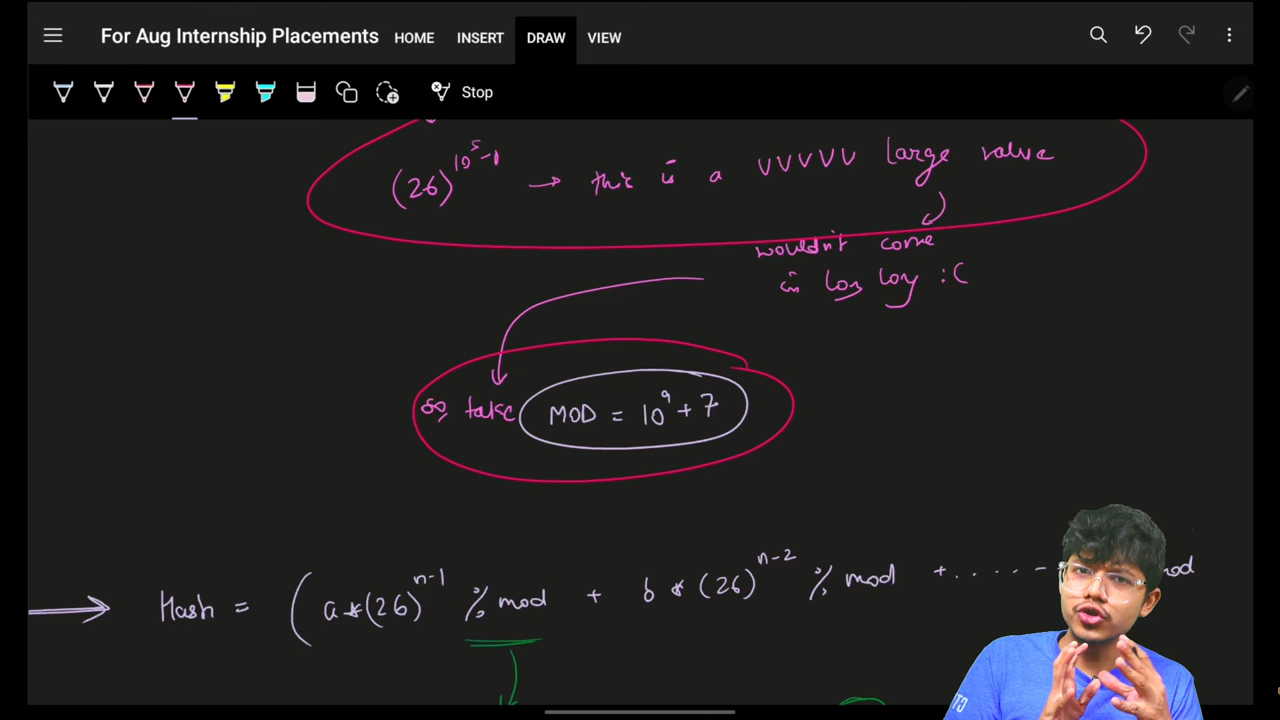 For Aug Internship Placements HOME INSERT DRAW VIEW
Stop
(26)^10^5-1 → this is a VVVVV large value
wouldn't come
in long long :(
so take MOD = 10^9 + 7
Hash = (a*(26)^n-1 % mod + b*(26)^n-2 % mod + ..... - mod